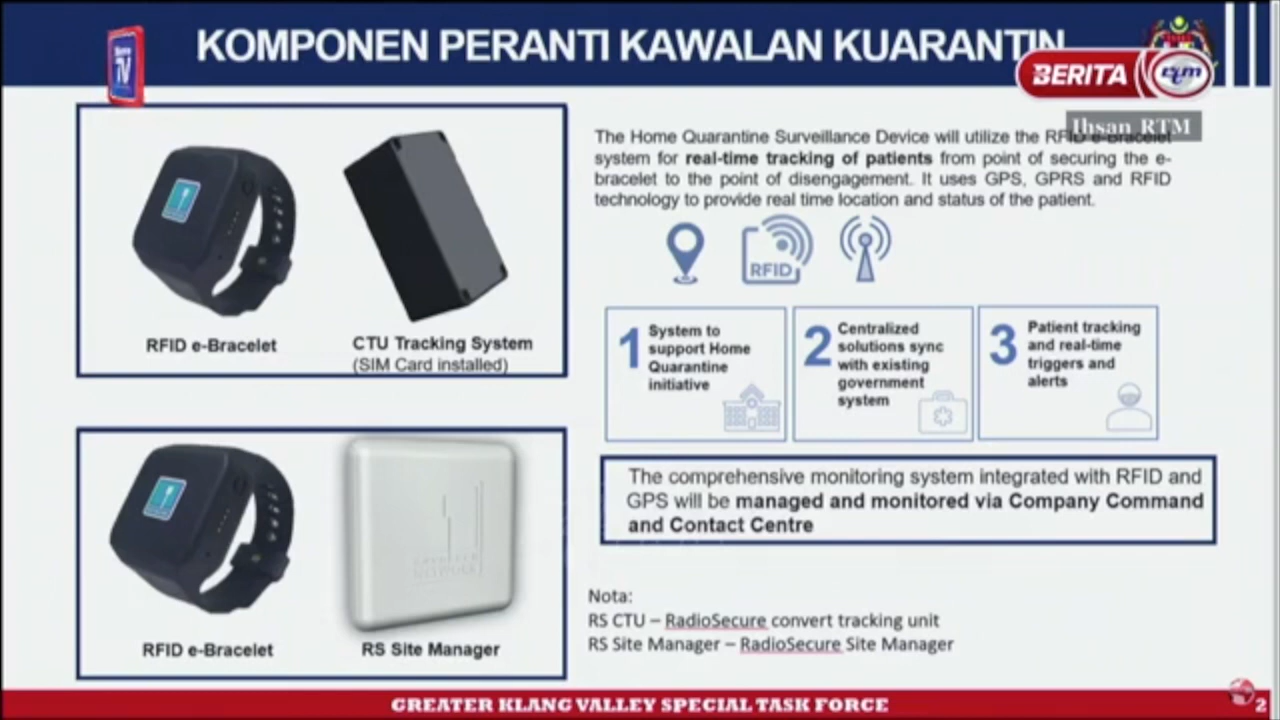 KOMPONEN PERANTI KAWALAN KUARANTIN
TV
BERITA rtm
Ihsan RTM
The Home Quarantine Surveillance Device will utilize the RFID e-Bracelet
system for real-time tracking of patients from point of securing the e-
bracelet to the point of disengagement. It uses GPS, GPRS and RFID
technology to provide real time location and status of the patient.
RFID
RFID e-Bracelet
CTU Tracking System
(SIM Card installed)
1 System to
support Home
Quarantine
initiative
2 Centralized
solutions sync
with existing
government
system
3 Patient tracking
and real-time
triggers and
alerts
The comprehensive monitoring system integrated with RFID and
GPS will be managed and monitored via Company Command
and Contact Centre
RFID e-Bracelet
RS Site Manager
Nota:
RS CTU – RadioSecure convert tracking unit
RS Site Manager – RadioSecure Site Manager
GREATER KLANG VALLEY SPECIAL TASK FORCE
2